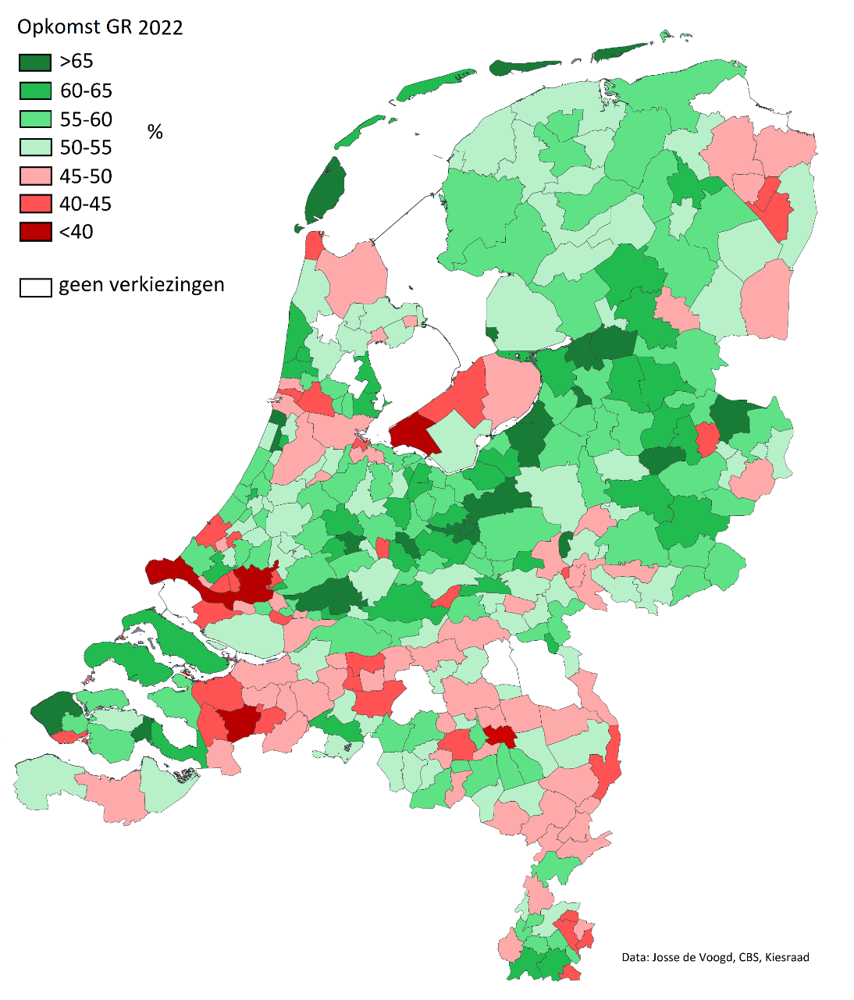 Opkomst GR 2022
>65
60-65
55-60
%
50-55
45-50
40-45
<40
geen verkiezingen
Data: Josse de Voogd, CBS, Kiesraad